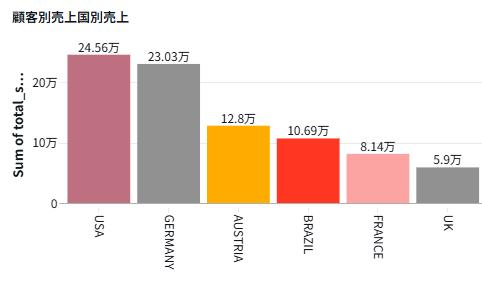 顧客別売上国別売上
24.56万
23.03万
12.8万
10.69万
8.14万
5.9万
20万
10万
0
Sum of total_s...
USA
GERMANY
AUSTRIA
BRAZIL
FRANCE
UK